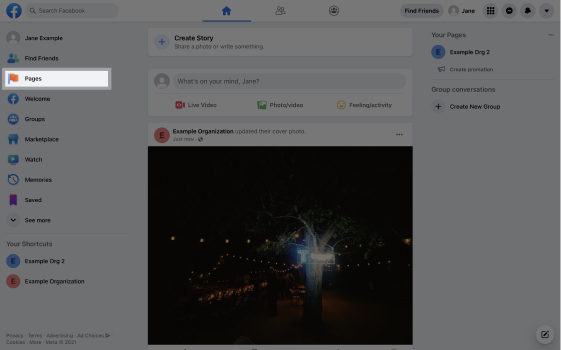 Search Facebook
Find Friends
Jane
Jane Example
Find Friends
Pages
Welcome
Groups
Marketplace
Watch
Memories
Saved
See more
Your Shortcuts
Example Org 2
Example Organization
Privacy · Terms · Advertising · Ad Choices
Cookies · More · Meta © 2021
Create Story
Share a photo or write something.
What's on your mind, Jane?
Live Video
Photo/video
Feeling/activity
E
Example Organization updated their cover photo.
Just now
Your Pages
E
Example Org 2
Create promotion
Group conversations
Create New Group